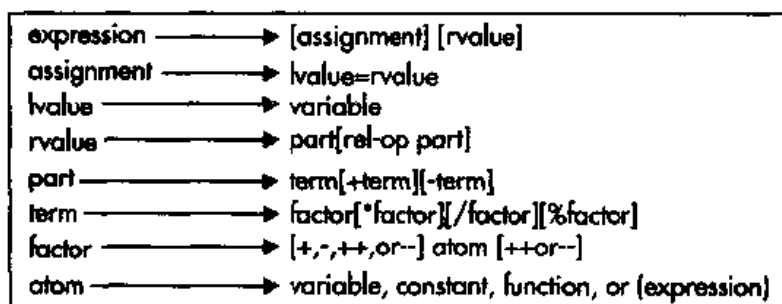 expression → [assignment] [rvalue]
assignment → lvalue=rvalue
lvalue → variable
rvalue → part[rel-op part]
part → term[+term][-term]
term → factor[*factor][/factor][%factor]
factor → [+,-,++,or--] atom [++or--]
atom → variable, constant, function, or (expression)